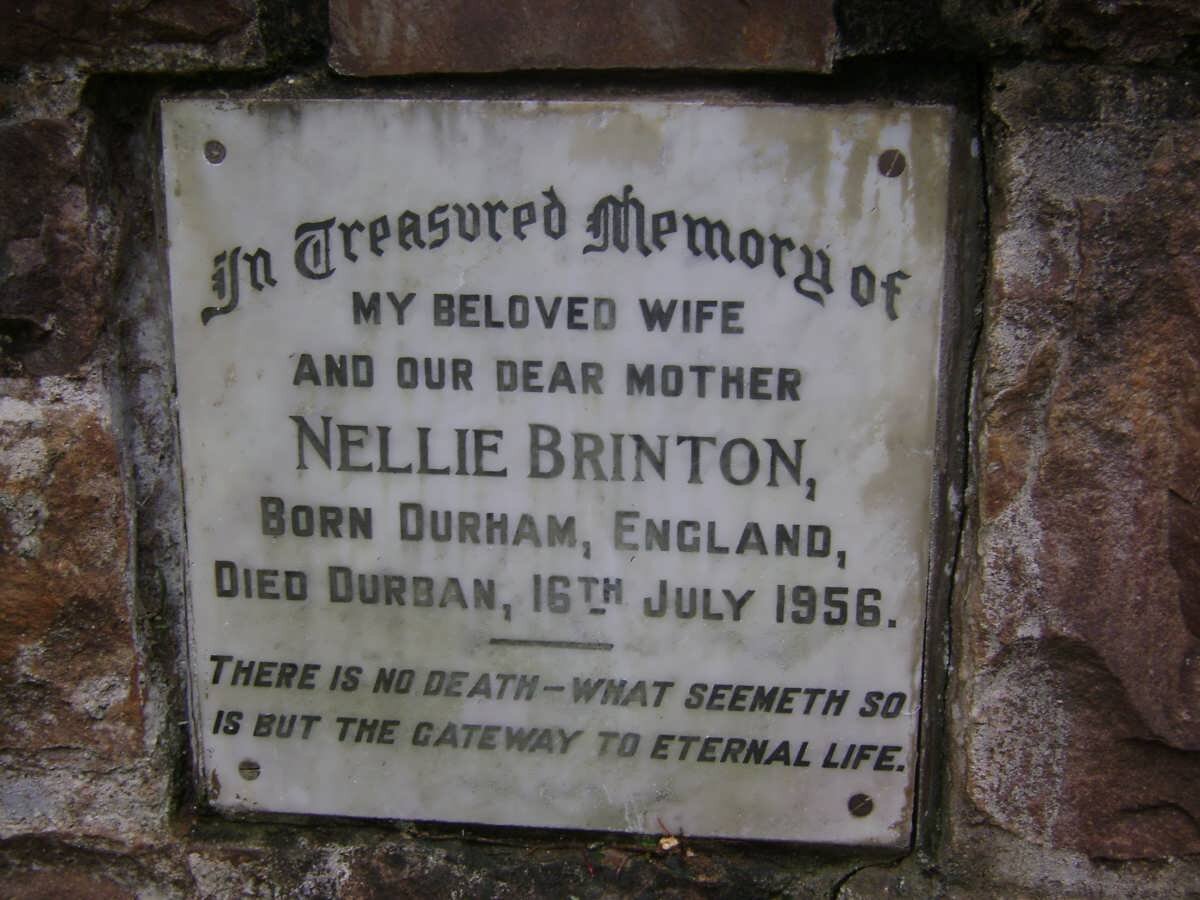 In Treasured Memory of
MY BELOVED WIFE
AND OUR DEAR MOTHER
NELLIE BRINTON,
BORN DURHAM, ENGLAND,
DIED DURBAN, 16TH JULY 1956.
THERE IS NO DEATH—WHAT SEEMETH SO
IS BUT THE GATEWAY TO ETERNAL LIFE.